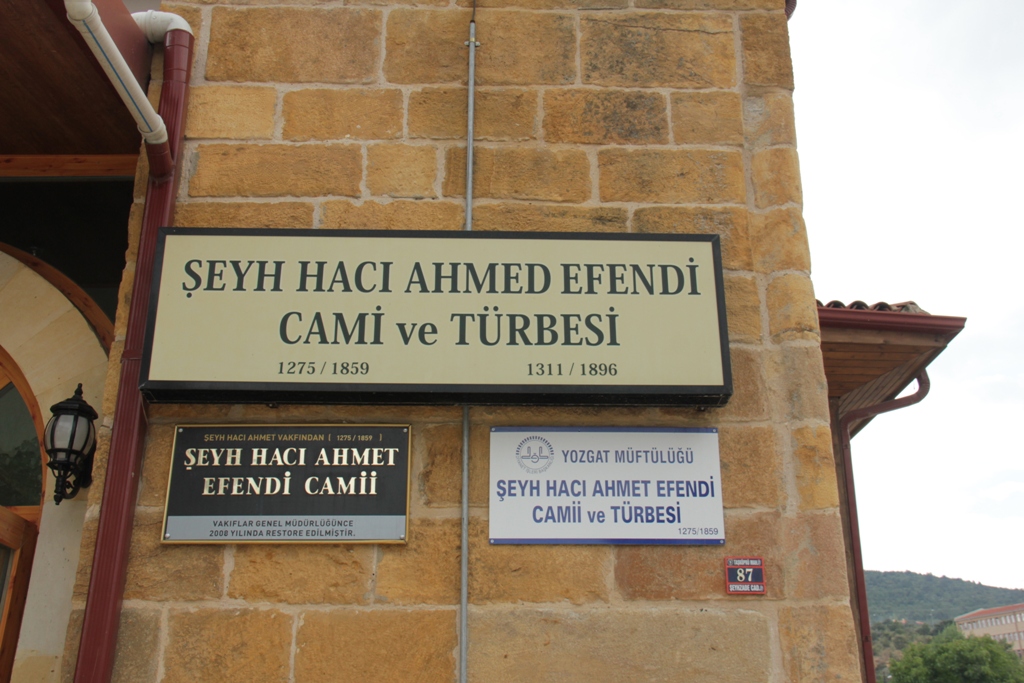 ŞEYH HACI AHMED EFENDİ
CAMİ ve TÜRBESİ
1275 / 1859 1311 / 1896
ŞEYH HACI AHMET VAKFINDAN ( 1275 / 1859 )
ŞEYH HACI AHMET
EFENDİ CAMİİ
VAKIFLAR GENEL MÜDÜRLÜĞÜNCE
2008 YILINDA RESTORE EDİLMİŞTİR.
YOZGAT MÜFTÜLÜĞÜ
ŞEYH HACI AHMET EFENDİ
CAMİİ ve TÜRBESİ
1275/1859
87